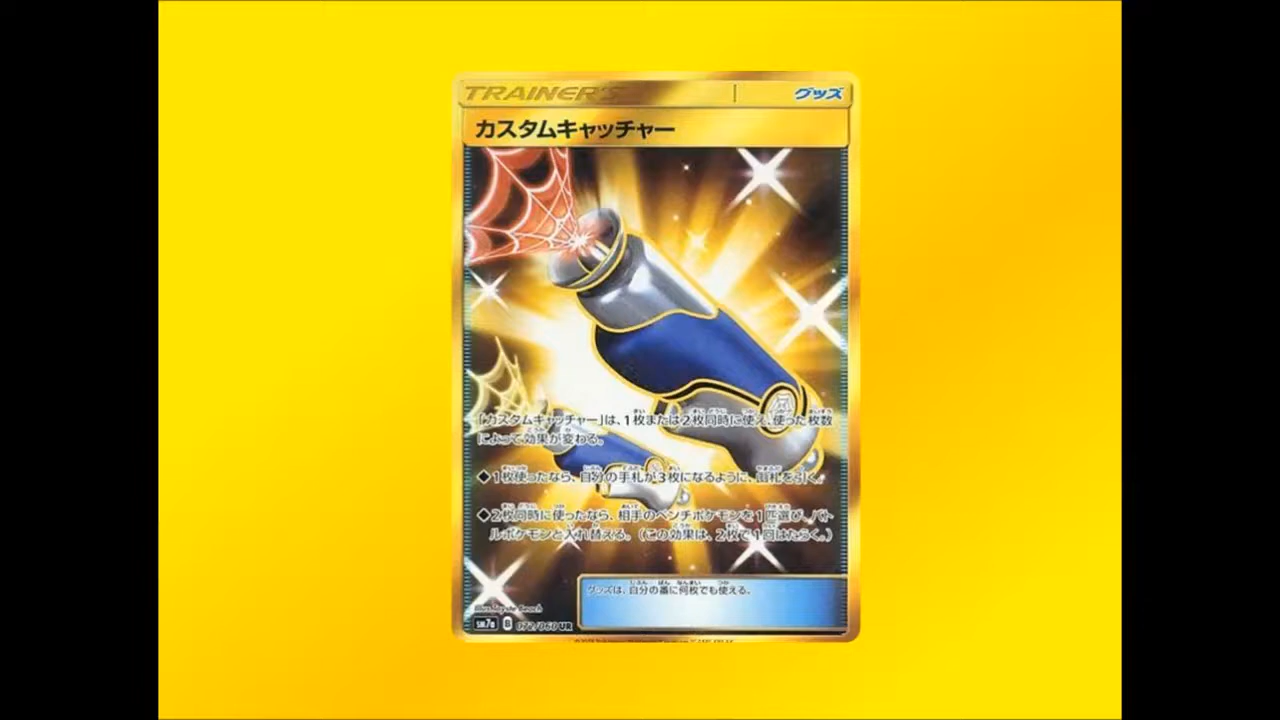 TRAINER'S
グッズ
カスタムキャッチャー
「カスタムキャッチャー」は、1枚または2枚同時に使え、使った枚数
によって効果が変わる。
◆1枚使ったなら、自分の手札が3枚になるように、山札を引く。
◆2枚同時に使ったなら、相手のベンチポケモンを1匹選び、バト
ルポケモンと入れ替える。(この効果は、2枚で1回はたらく。)
グッズは、自分の番に何枚でも使える。
Illus. Toyste Beach
SM7a B 072/060 UR